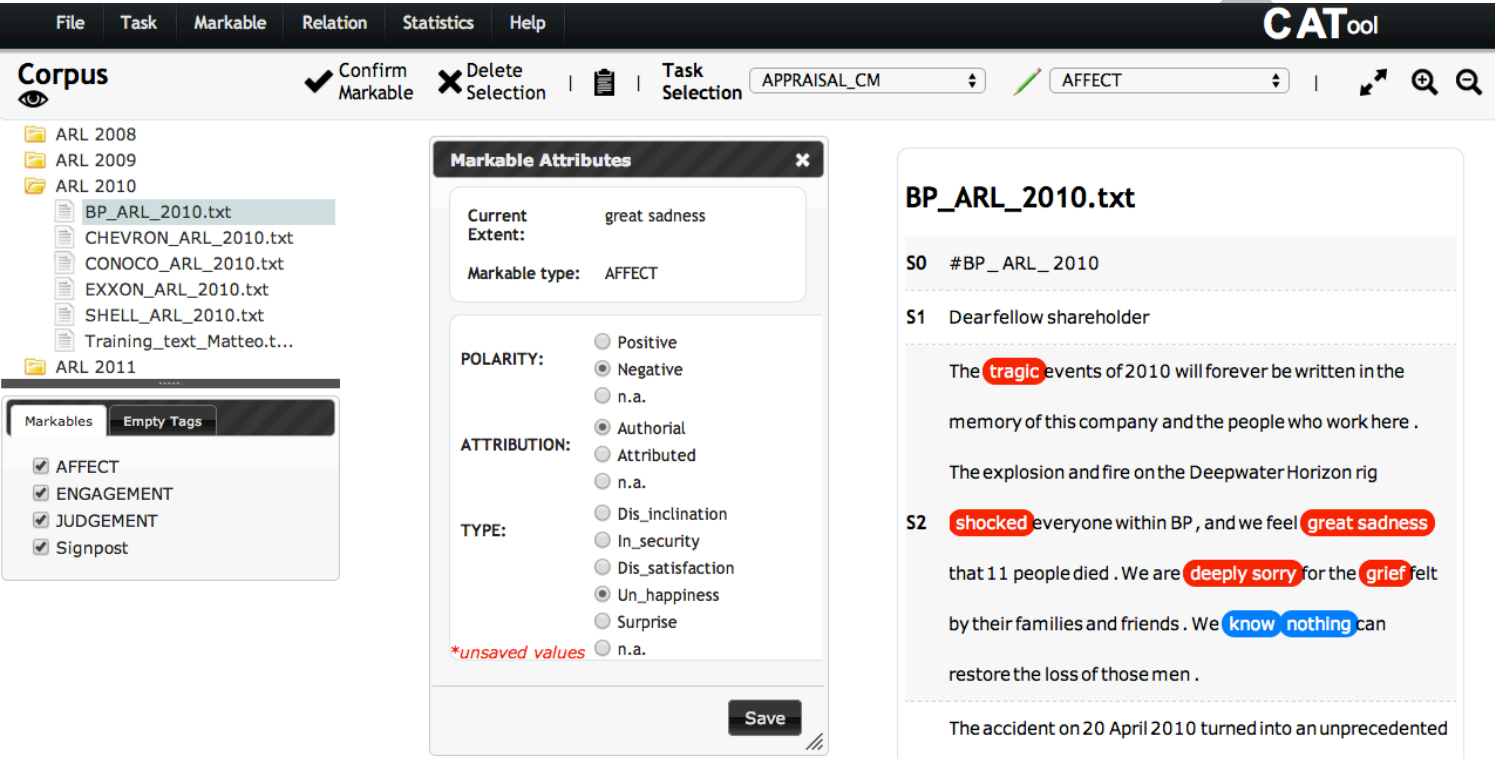 File Task Markable Relation Statistics Help CATool
Corpus
Confirm Markable
Delete Selection
|
|
Task Selection
APPRAISAL_CM
AFFECT
|
ARL 2008
ARL 2009
ARL 2010
BP_ARL_2010.txt
CHEVRON_ARL_2010.txt
CONOCO_ARL_2010.txt
EXXON_ARL_2010.txt
SHELL_ARL_2010.txt
Training_text_Matteo.t...
ARL 2011
Markables Empty Tags
AFFECT
ENGAGEMENT
JUDGEMENT
Signpost
Markable Attributes
Current Extent: great sadness
Markable type: AFFECT
POLARITY:
Positive
Negative
n.a.
ATTRIBUTION:
Authorial
Attributed
n.a.
TYPE:
Dis_inclination
In_security
Dis_satisfaction
Un_happiness
Surprise
n.a.
*unsaved values
Save
BP_ARL_2010.txt
S0 #BP_ ARL_ 2010
S1 Dear fellow shareholder
The tragic events of 2010 will forever be written in the
memory of this company and the people who work here .
The explosion and fire on the Deepwater Horizon rig
S2 shocked everyone within BP , and we feel great sadness
that 11 people died . We are deeply sorry for the grief felt
by their families and friends . We know nothing can
restore the loss of those men .
The accident on 20 April 2010 turned into an unprecedented